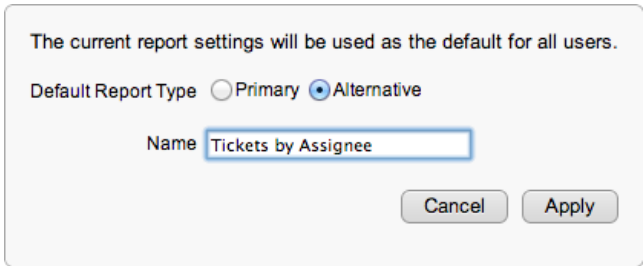 The current report settings will be used as the default for all users.
Default Report Type Primary Alternative
Name Tickets by Assignee
Cancel Apply